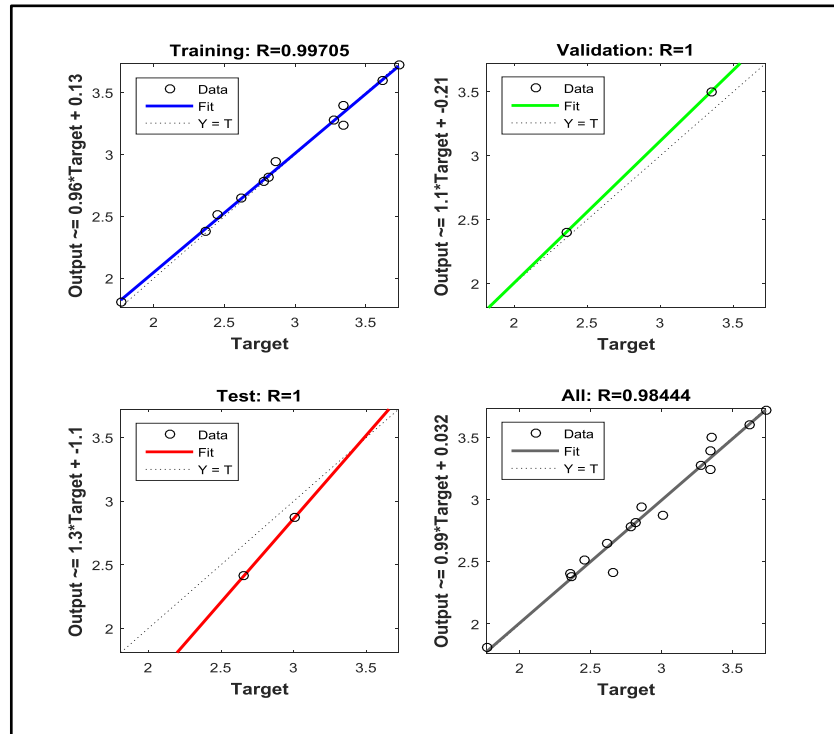 Training: R=0.99705
Output ~= 0.96*Target + 0.13
3.5
3
2.5
2
Data
Fit
Y = T
2
2.5
3
3.5
Target
Validation: R=1
Output ~= 1.1*Target + -0.21
3.5
3
2.5
2
Data
Fit
Y = T
2
2.5
3
3.5
Target
Test: R=1
Output ~= 1.3*Target + -1.1
3.5
3
2.5
2
Data
Fit
Y = T
2
2.5
3
3.5
Target
All: R=0.98444
Output ~= 0.99*Target + 0.032
3.5
3
2.5
2
Data
Fit
Y = T
2
2.5
3
3.5
Target